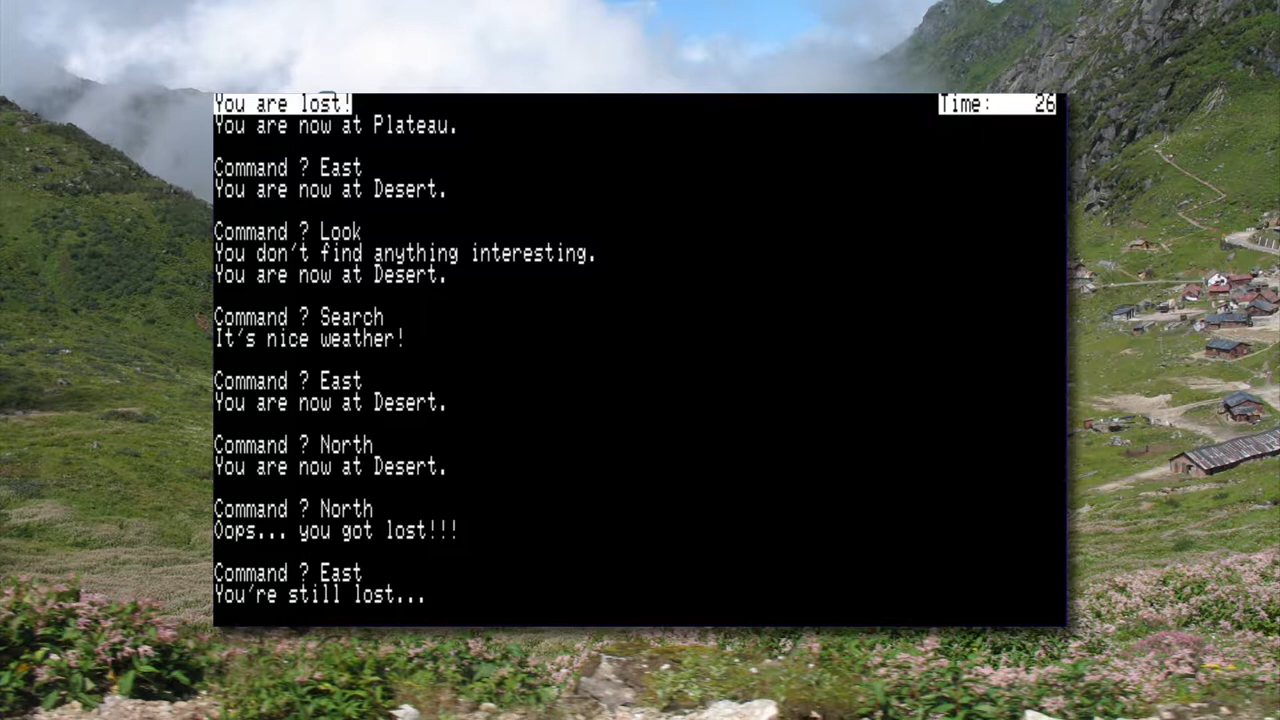 You are lost! Time: 26
You are now at Plateau.
Command ? East
You are now at Desert.
Command ? Look
You don't find anything interesting.
You are now at Desert.
Command ? Search
It's nice weather!
Command ? East
You are now at Desert.
Command ? North
You are now at Desert.
Command ? North
Oops... you got lost!!!
Command ? East
You're still lost...